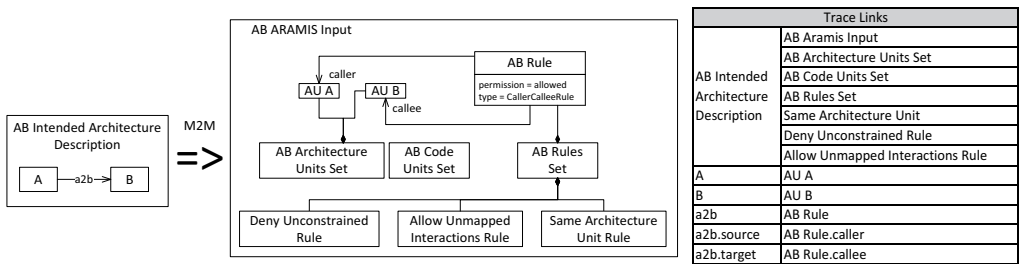 AB Intended Architecture
Description
A
a2b
B
M2M
=>
AB ARAMIS Input
AB Rule
permission = allowed
type = CallerCalleeRule
caller
AU A
AU B
callee
AB Architecture
Units Set
AB Code
Units Set
AB Rules
Set
Deny Unconstrained
Rule
Allow Unmapped
Interactions Rule
Same Architecture
Unit Rule
Trace Links
AB Intended
Architecture
Description
AB Aramis Input
AB Architecture Units Set
AB Code Units Set
AB Rules Set
Same Architecture Unit
Deny Unconstrained Rule
Allow Unmapped Interactions Rule
A AU A
B AU B
a2b AB Rule
a2b.source AB Rule.caller
a2b.target AB Rule.callee